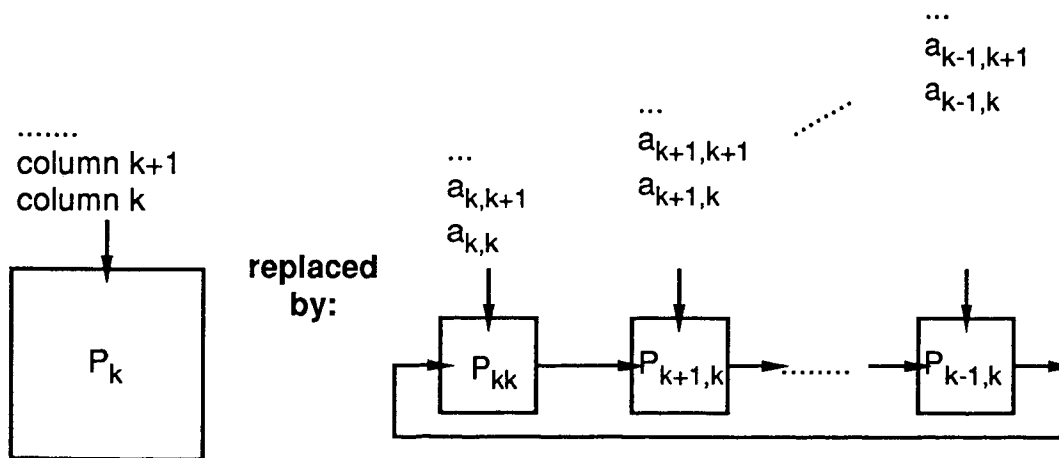 .......
column k+1
column k
P_k
replaced
by:
...
a_{k,k+1}
a_{k,k}
...
a_{k+1,k+1}
a_{k+1,k}
.......
...
a_{k-1,k+1}
a_{k-1,k}
P_{kk}
P_{k+1,k}
.......
P_{k-1,k}